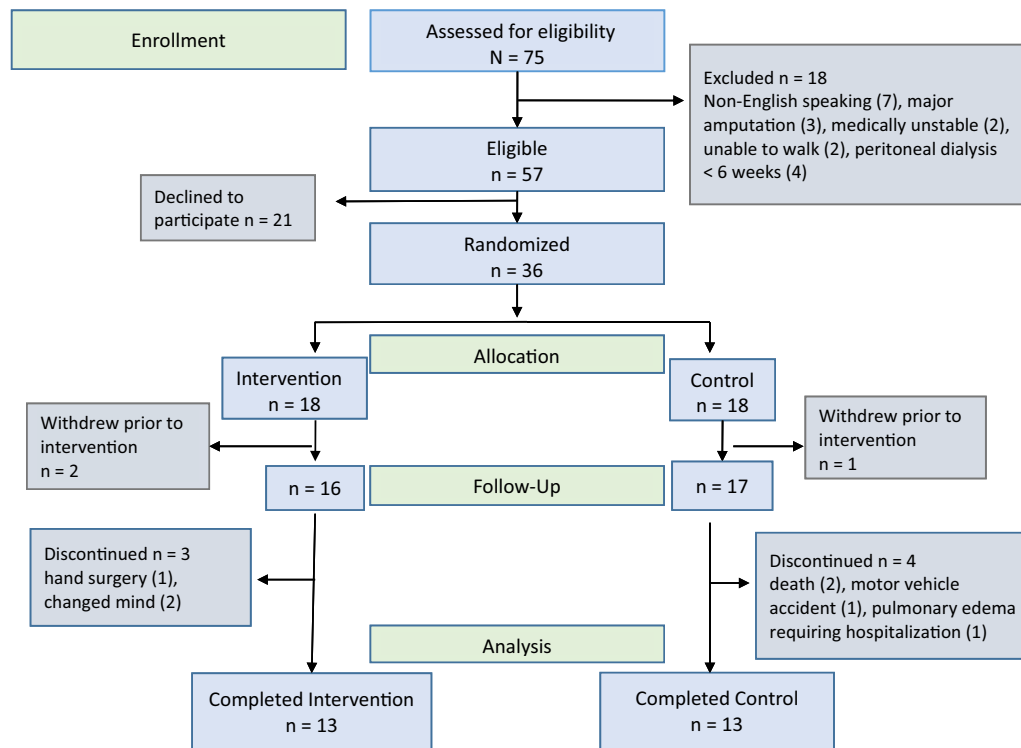 Enrollment
Assessed for eligibility
N = 75
Excluded n = 18
Non-English speaking (7), major
amputation (3), medically unstable (2),
unable to walk (2), peritoneal dialysis
< 6 weeks (4)
Eligible
n = 57
Declined to
participate n = 21
Randomized
n = 36
Allocation
Intervention
n = 18
Control
n = 18
Withdrew prior to
intervention
n = 2
Withdrew prior to
intervention
n = 1
n = 16
Follow-Up
n = 17
Discontinued n = 3
hand surgery (1),
changed mind (2)
Discontinued n = 4
death (2), motor vehicle
accident (1), pulmonary edema
requiring hospitalization (1)
Analysis
Completed Intervention
n = 13
Completed Control
n = 13